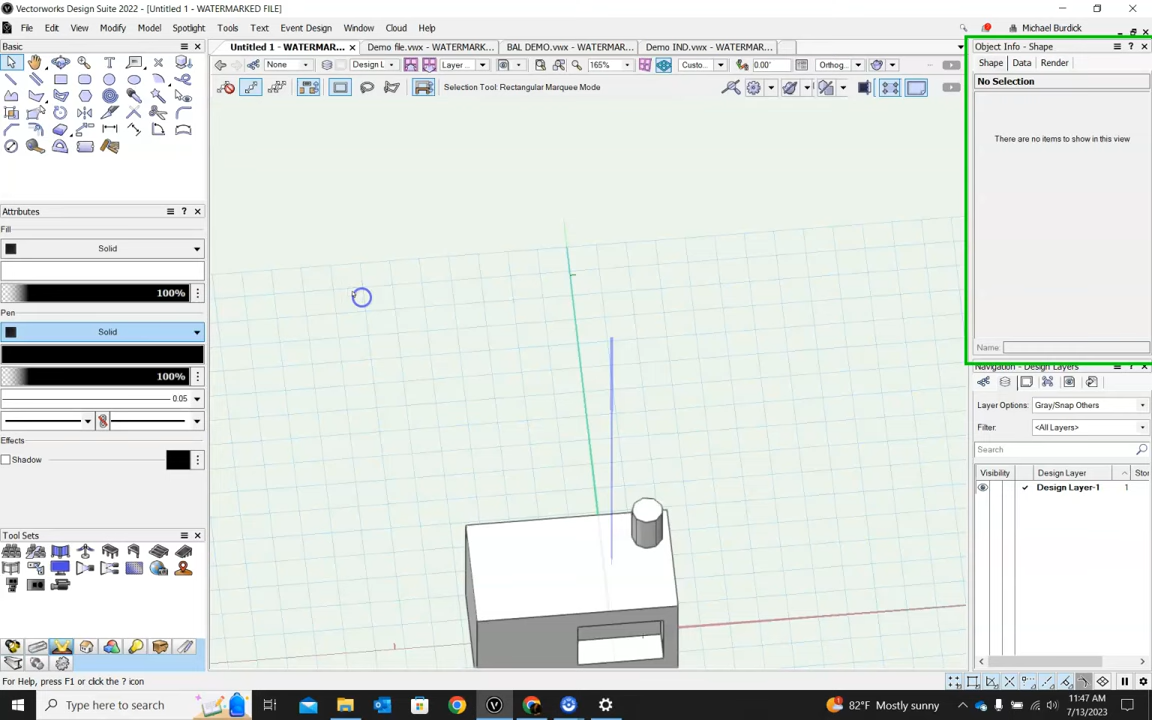 Vectorworks Design Suite 2022 - [Untitled 1 - WATERMARKED FILE]
File Edit View Modify Model Spotlight Tools Text Event Design Window Cloud Help
Michael Burdick
Basic
Untitled 1 - WATERMAR... Demo file.vwx - WATERMARK... BAL DEMO.vwx - WATERMAR... Demo IND.vwx - WATERMAR...
None Design L Layer ... 165% Custo... 0.00° Orthog...
Selection Tool: Rectangular Marquee Mode
Attributes
Fill
Solid
100%
Pen
Solid
100%
0.05
Effects
Shadow
Tool Sets
Object Info - Shape
Shape Data Render
No Selection
There are no items to show in this view
Name:
Navigation - Design Layers
Layer Options: Gray/Snap Others
Filter: <All Layers>
Search
Visibility Design Layer # Stor
Design Layer-1 1
For Help, press F1 or click the ? icon
Type here to search
82°F Mostly sunny
11:47 AM
7/13/2023